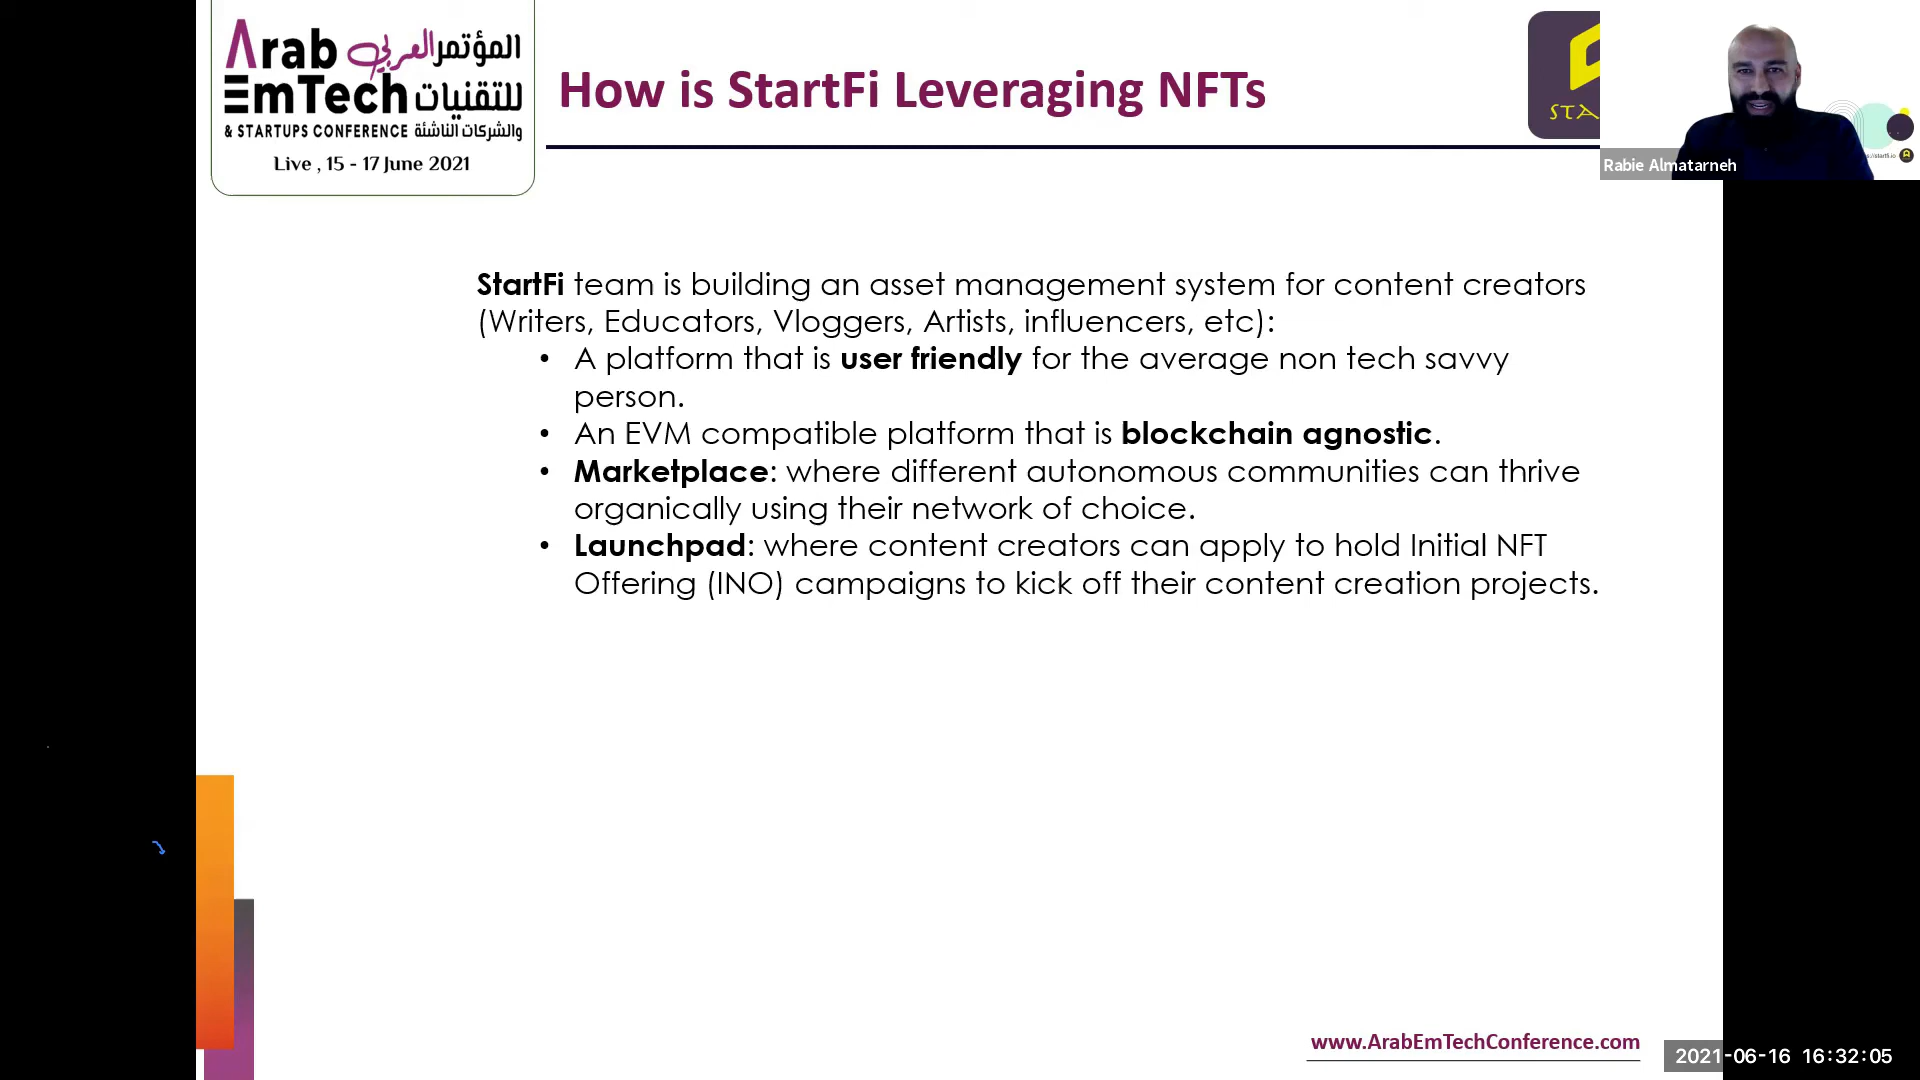 Arab المؤتمر العربي
EmTech للتقنيات
& STARTUPS CONFERENCE والشركات الناشئة
Live , 15 - 17 June 2021
How is StartFi Leveraging NFTs
STA
Rabie Almatarneh
StartFi team is building an asset management system for content creators
(Writers, Educators, Vloggers, Artists, influencers, etc):
• A platform that is user friendly for the average non tech savvy
person.
• An EVM compatible platform that is blockchain agnostic.
• Marketplace: where different autonomous communities can thrive
organically using their network of choice.
• Launchpad: where content creators can apply to hold Initial NFT
Offering (INO) campaigns to kick off their content creation projects.
www.ArabEmTechConference.com
2021-06-16 16:32:05